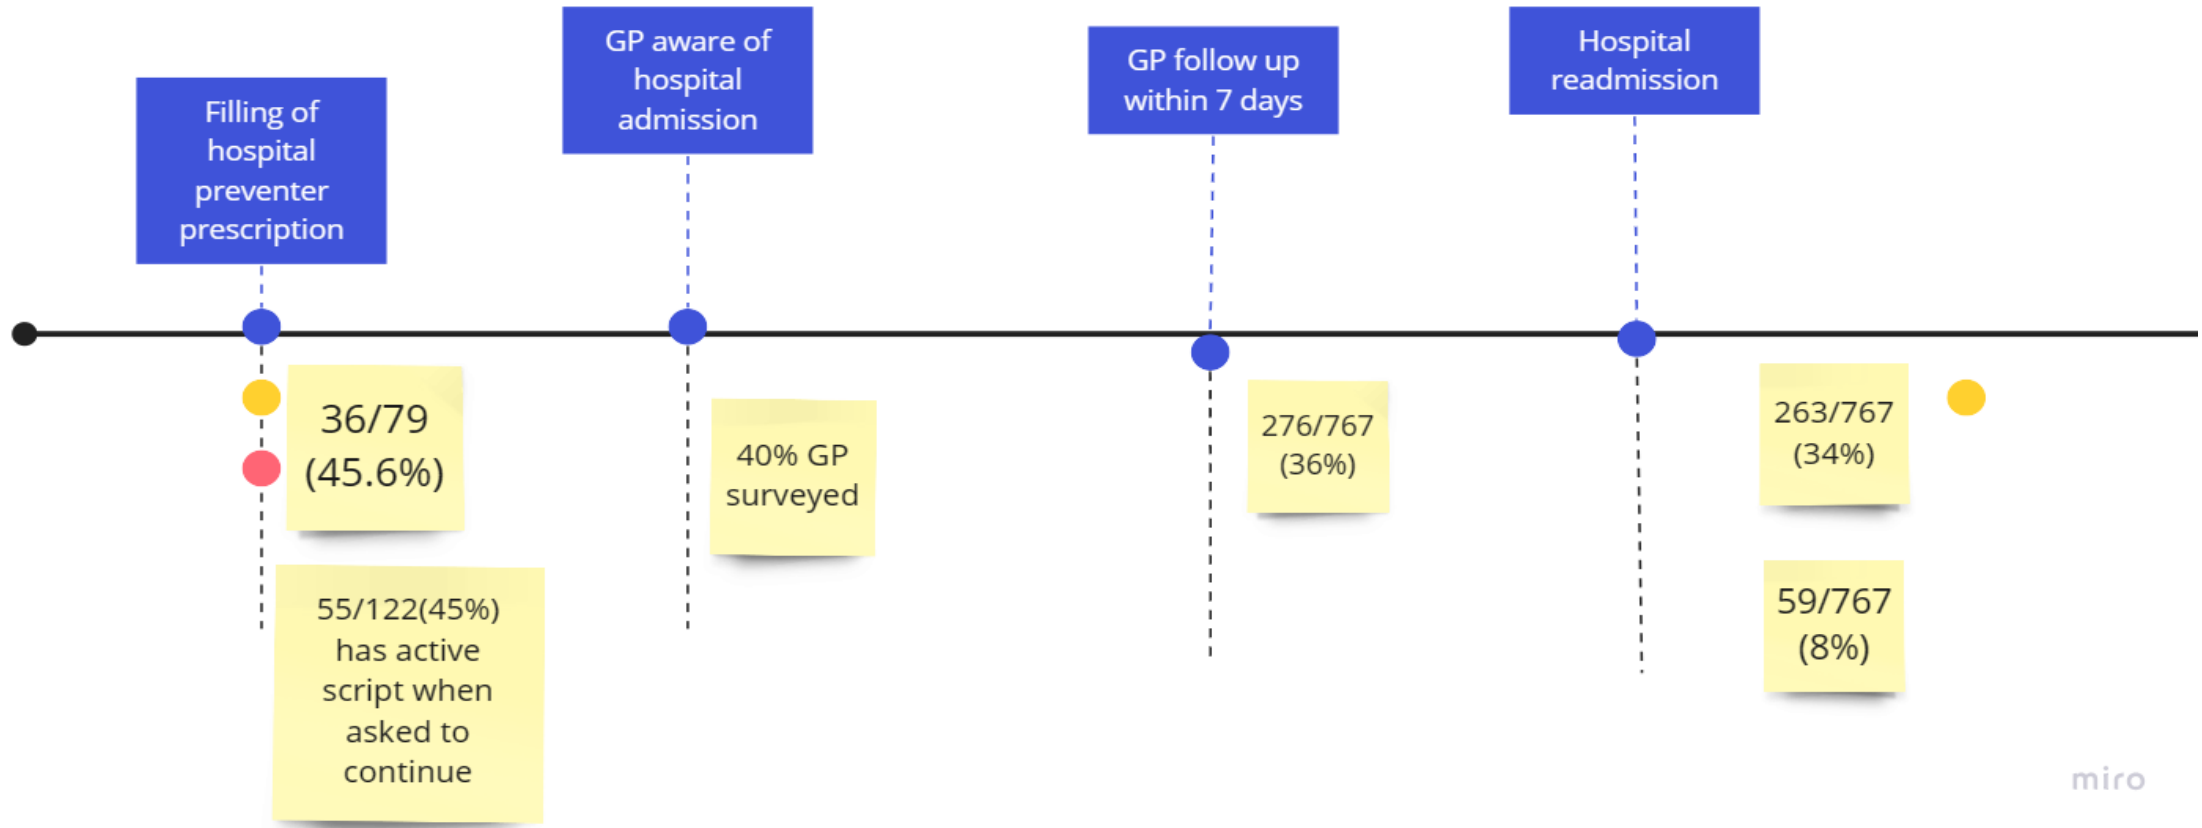 Filling of
hospital
preventer
prescription
GP aware of
hospital
admission
GP follow up
within 7 days
Hospital
readmission
36/79
(45.6%)
55/122(45%)
has active
script when
asked to
continue
40% GP
surveyed
276/767
(36%)
263/767
(34%)
59/767
(8%)
miro